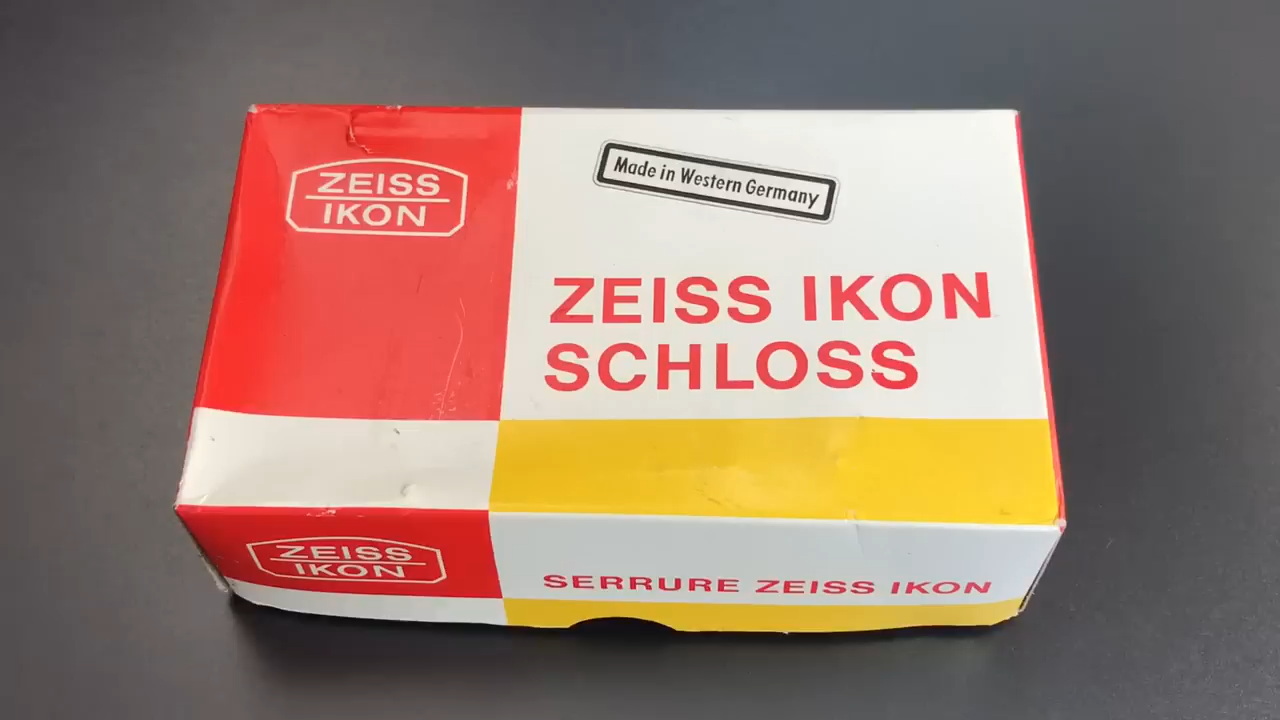 ZEISS
IKON
Made in Western Germany
ZEISS IKON
SCHLOSS
ZEISS
IKON
SERRURE ZEISS IKON